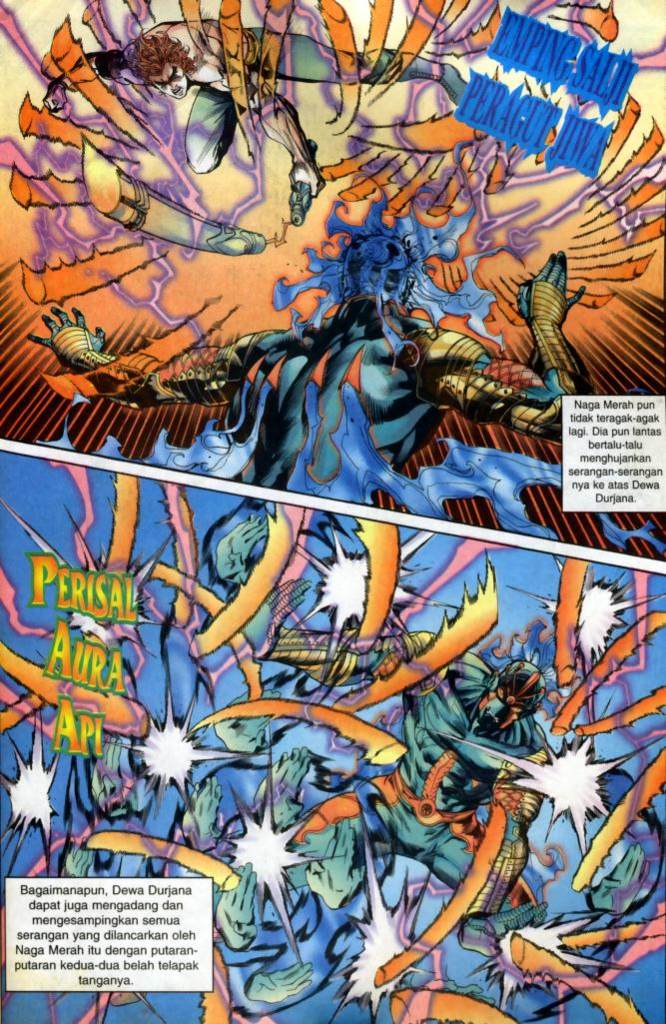 EMPING SALJI
PERAGUT JIWA
Naga Merah pun
tidak teragak-agak
lagi. Dia pun lantas
bertalu-talu
menghujankan
serangan-serangan
nya ke atas Dewa
Durjana.
PERISAI
AURA
API
Bagaimanapun, Dewa Durjana
dapat juga mengadang dan
mengesampingkan semua
serangan yang dilancarkan oleh
Naga Merah itu dengan putaran-
putaran kedua-dua belah telapak
tanganya.